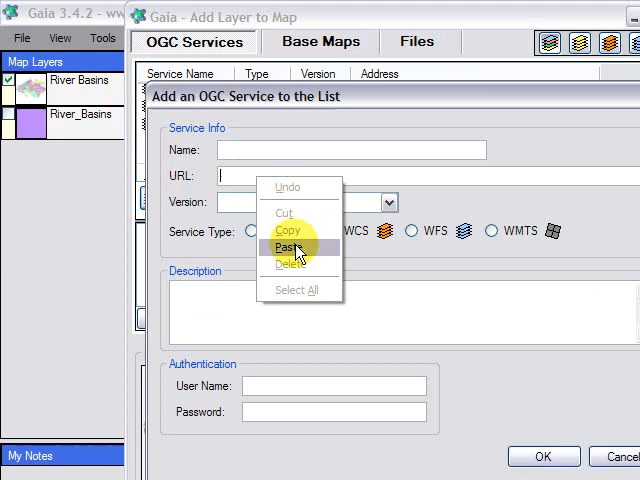 Gaia 3.4.2 - www
Gaia - Add Layer to Map
File View Tools
OGC Services Base Maps Files
Map Layers
River Basins
River_Basins
Service Name Type Version Address
Add an OGC Service to the List
Service Info
Name:
URL:
Version:
Service Type: WCS WFS WMTS
Undo
Cut
Copy
Paste
Delete
Select All
Description
Authentication
User Name:
Password:
OK Cancel
My Notes